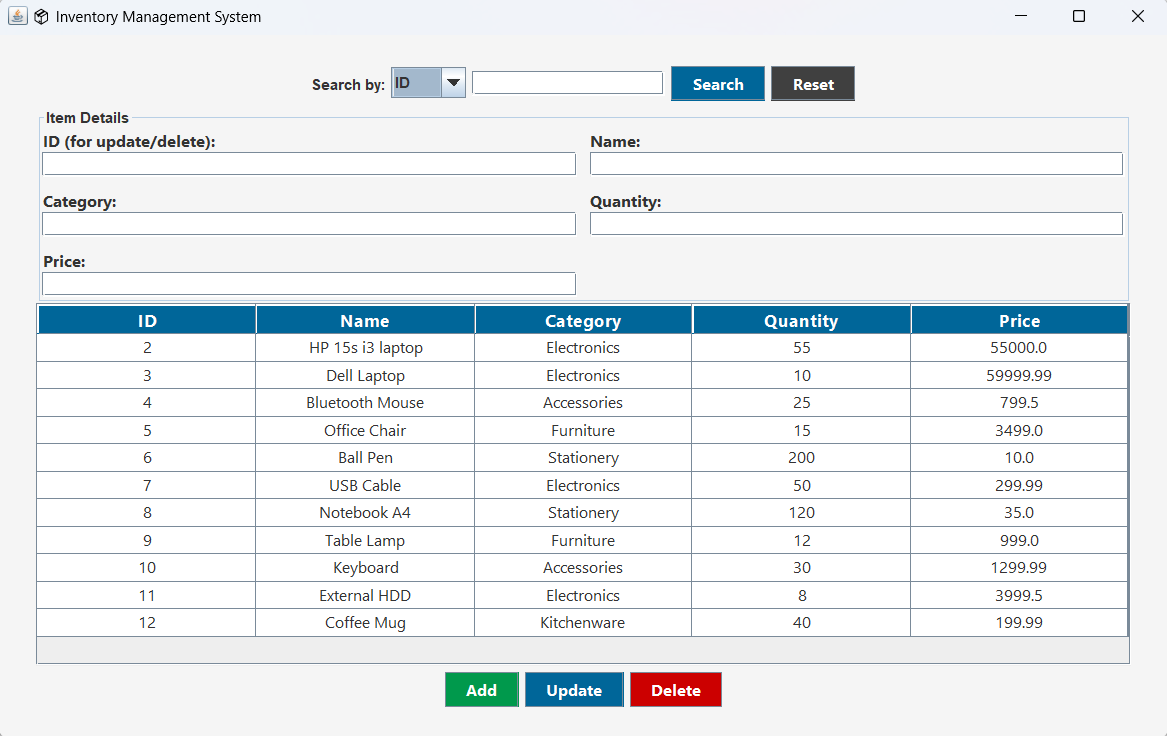 Inventory Management System
Search by: ID Search Reset
Item Details
ID (for update/delete): Name:
Category: Quantity:
Price:
ID Name Category Quantity Price
2 HP 15s i3 laptop Electronics 55 55000.0
3 Dell Laptop Electronics 10 59999.99
4 Bluetooth Mouse Accessories 25 799.5
5 Office Chair Furniture 15 3499.0
6 Ball Pen Stationery 200 10.0
7 USB Cable Electronics 50 299.99
8 Notebook A4 Stationery 120 35.0
9 Table Lamp Furniture 12 999.0
10 Keyboard Accessories 30 1299.99
11 External HDD Electronics 8 3999.5
12 Coffee Mug Kitchenware 40 199.99
Add Update Delete